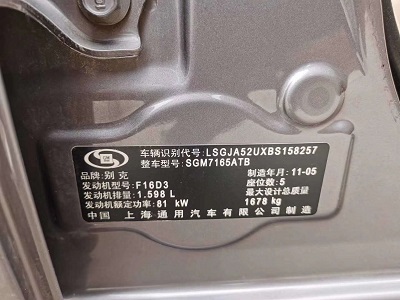 车辆识别代号: LSGJA52UXBS158257
整车型号: SGM7165ATB
品牌: 别克
制造年月: 11-05
发动机型号: F16D3
座位数: 5
发动机排量: 1.598 L
最大设计总质量
发动机额定功率: 81 kW
1678 kg
中国 上海通用汽车有限公司 制造